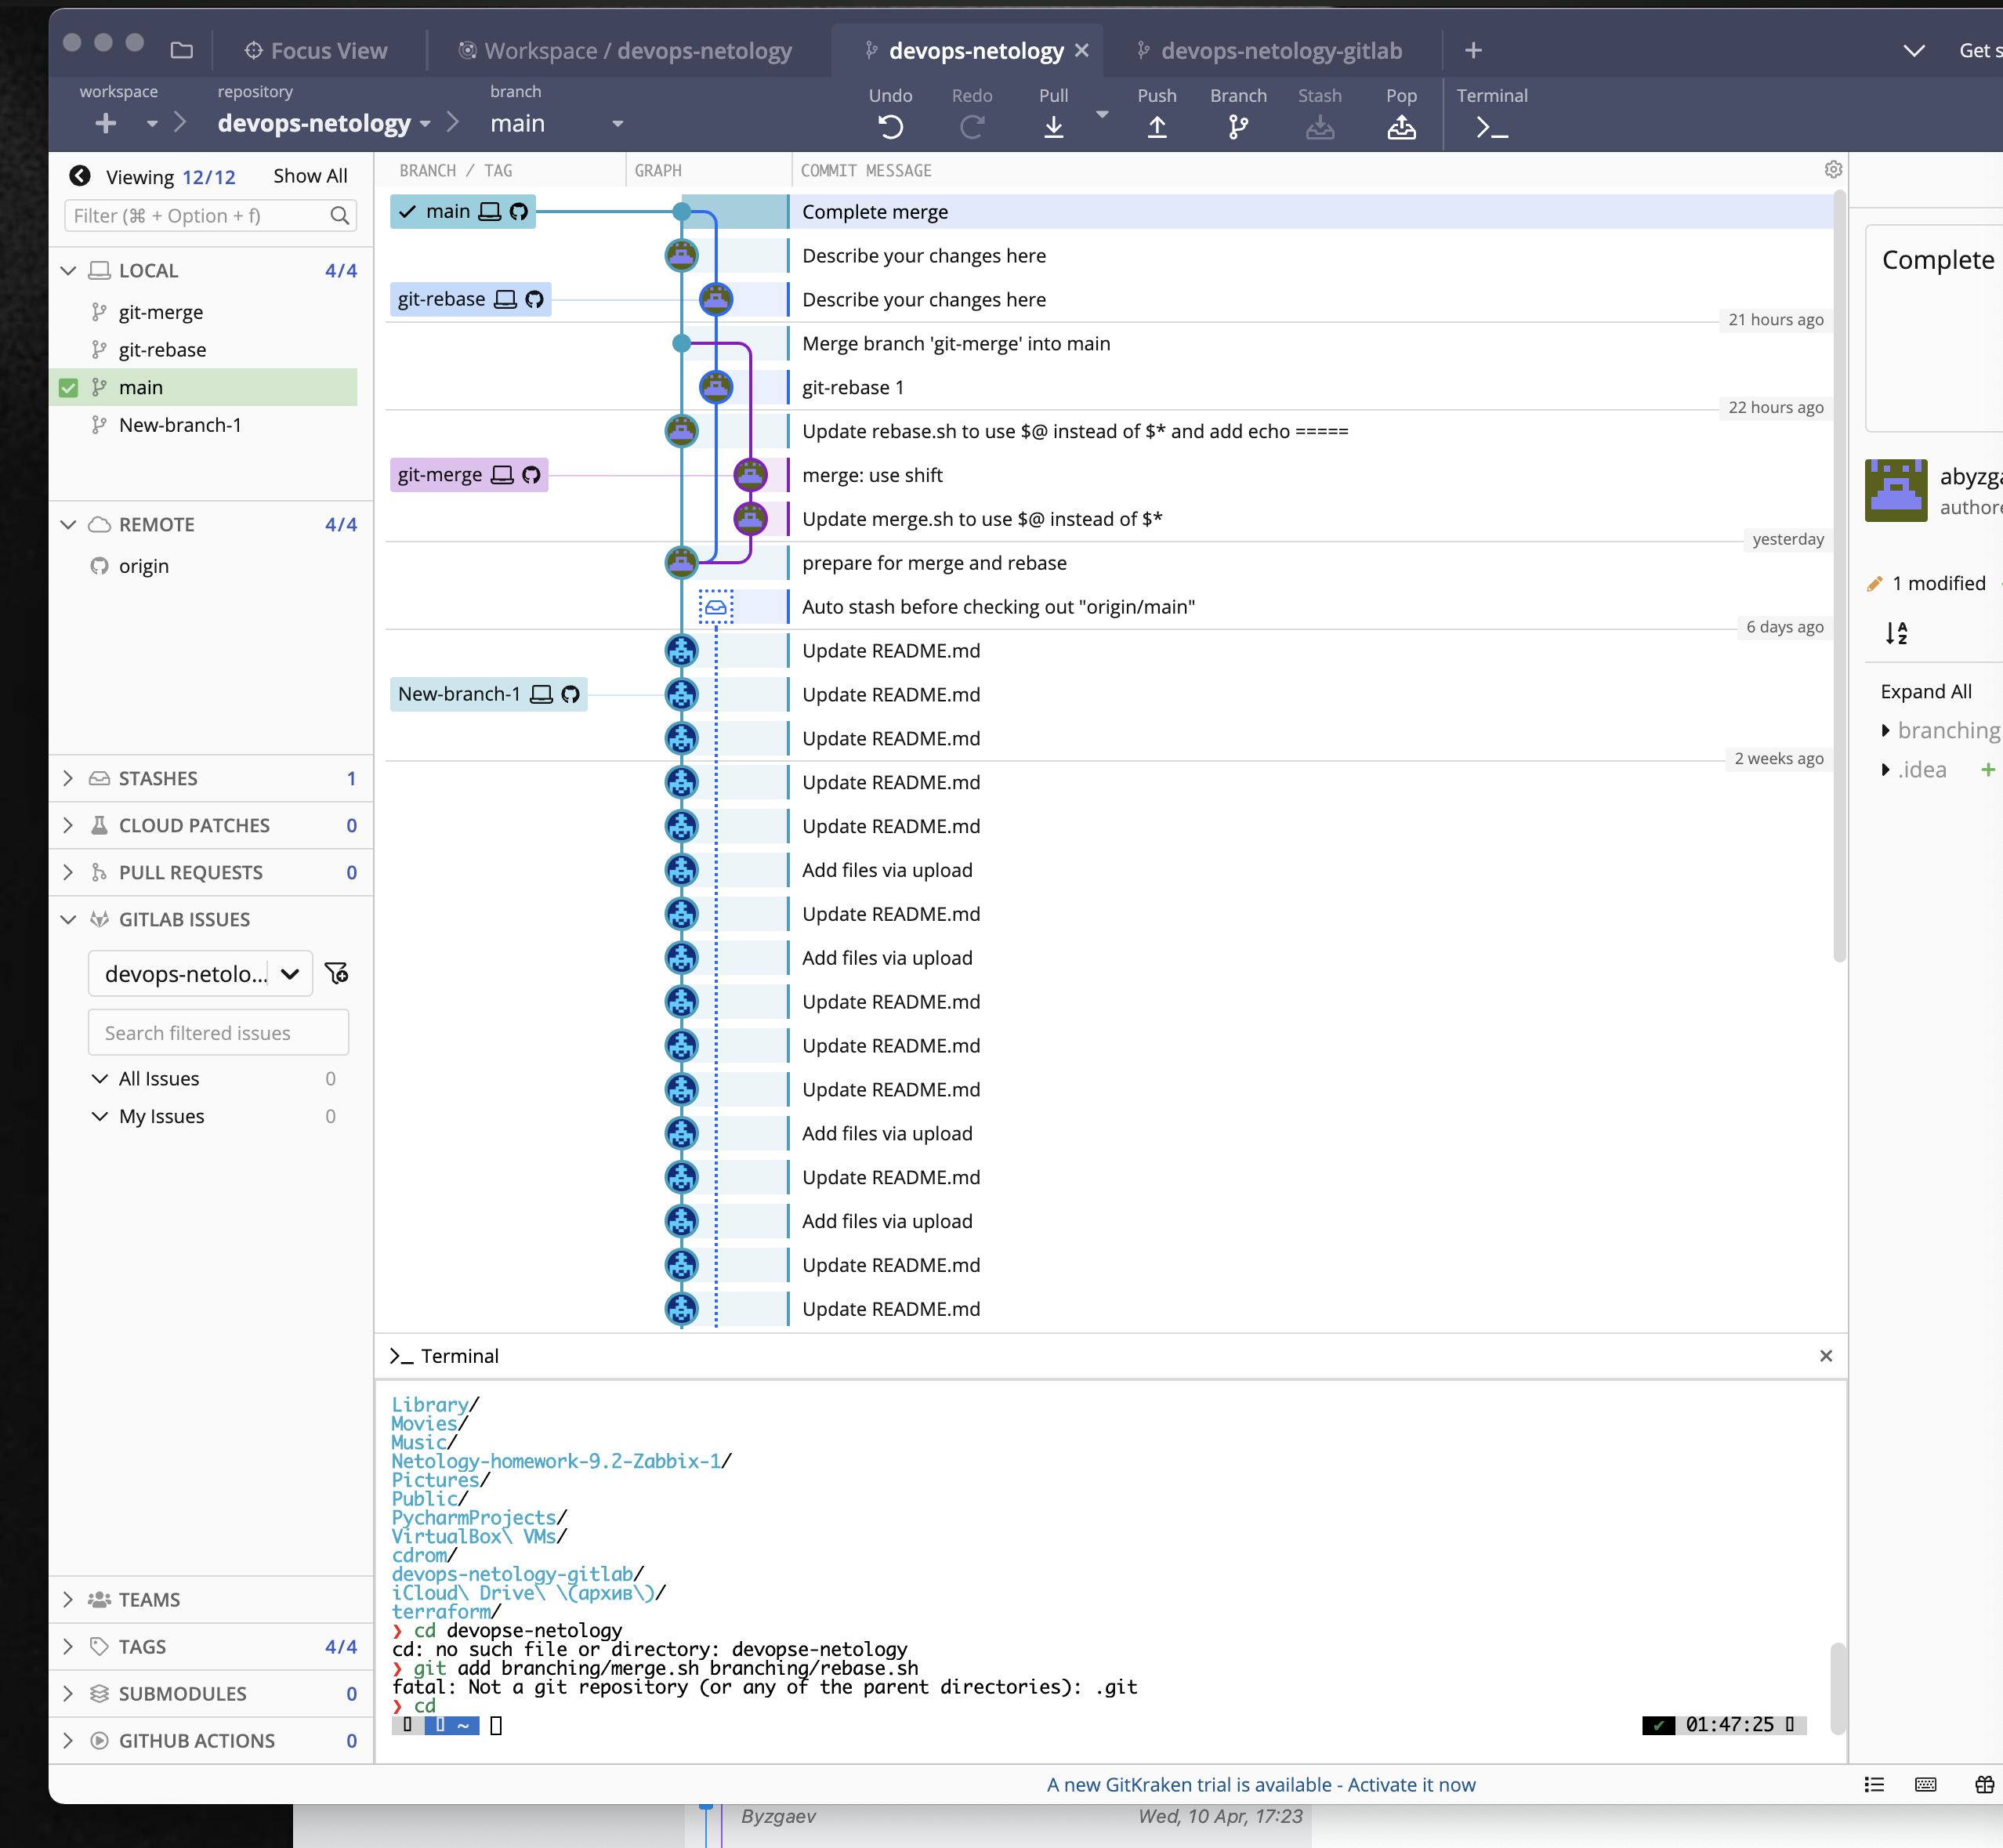 Focus View
Workspace / devops-netology
devops-netology
devops-netology-gitlab
workspace
repository
devops-netology
branch
main
Undo
Redo
Pull
Push
Branch
Stash
Pop
Terminal
Viewing 12/12 Show All
Filter (⌘ + Option + f)
LOCAL 4/4
git-merge
git-rebase
main
New-branch-1
REMOTE 4/4
origin
STASHES 1
CLOUD PATCHES 0
PULL REQUESTS 0
GITLAB ISSUES
devops-netolo...
Search filtered issues
All Issues 0
My Issues 0
TEAMS
TAGS 4/4
SUBMODULES 0
GITHUB ACTIONS 0
BRANCH / TAG GRAPH COMMIT MESSAGE
main Complete merge
Describe your changes here
git-rebase Describe your changes here
21 hours ago
Merge branch 'git-merge' into main
git-rebase 1
22 hours ago
Update rebase.sh to use $@ instead of $* and add echo =====
git-merge merge: use shift
Update merge.sh to use $@ instead of $*
yesterday
prepare for merge and rebase
Auto stash before checking out "origin/main"
6 days ago
Update README.md
New-branch-1 Update README.md
Update README.md
2 weeks ago
Update README.md
Update README.md
Add files via upload
Update README.md
Add files via upload
Update README.md
Update README.md
Update README.md
Add files via upload
Update README.md
Add files via upload
Update README.md
Update README.md
>_ Terminal
Library/
Movies/
Music/
Netology-homework-9.2-Zabbix-1/
Pictures/
Public/
PycharmProjects/
VirtualBox\ VMs/
cdrom/
devops-netology-gitlab/
iCloud\ Drive\ \(архив\)/
terraform/
❯ cd devopse-netology
cd: no such file or directory: devopse-netology
❯ git add branching/merge.sh branching/rebase.sh
fatal: Not a git repository (or any of the parent directories): .git
❯ cd
~ 01:47:25
Get
Complete
1 modified
Expand All
branching
.idea
A new GitKraken trial is available - Activate it now
Byzgaev Wed, 10 Apr, 17:23